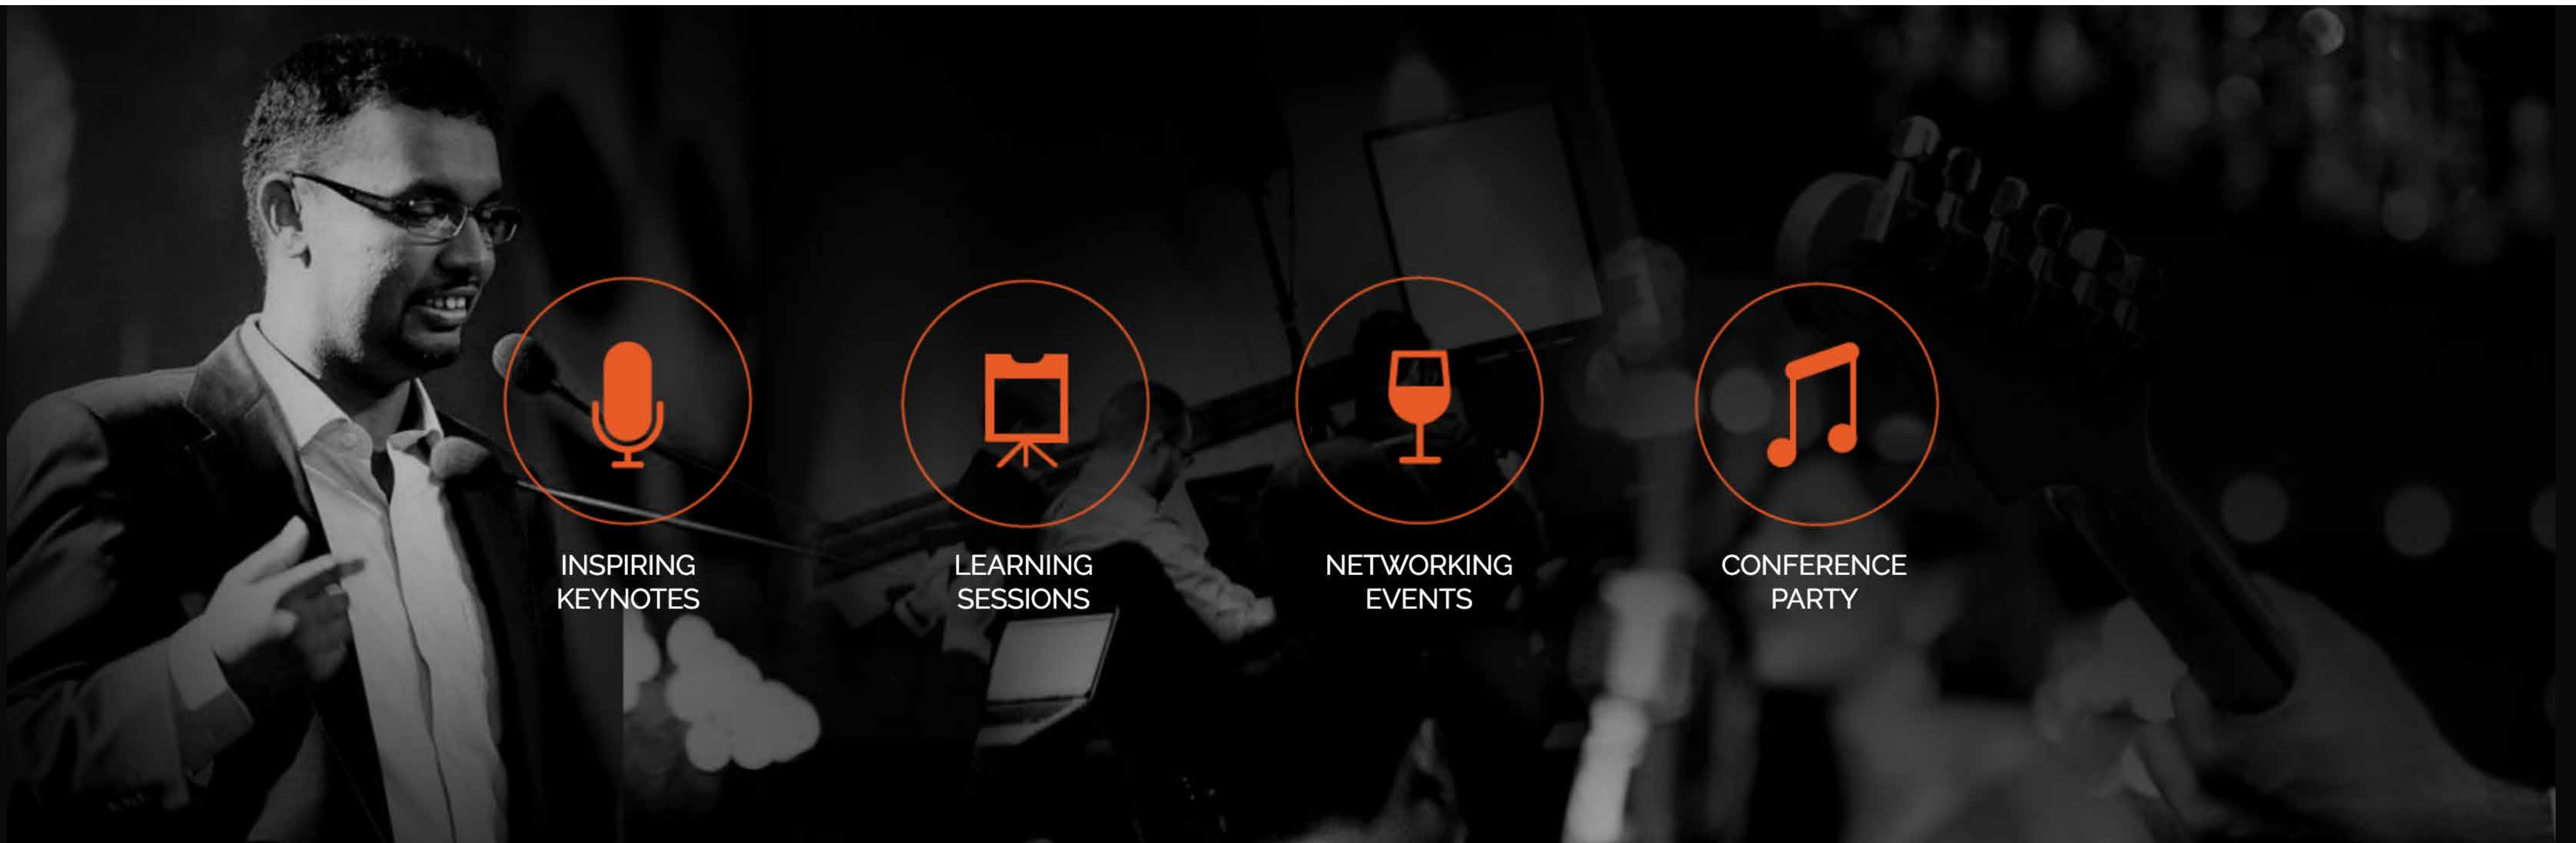 INSPIRING
KEYNOTES
LEARNING
SESSIONS
NETWORKING
EVENTS
CONFERENCE
PARTY